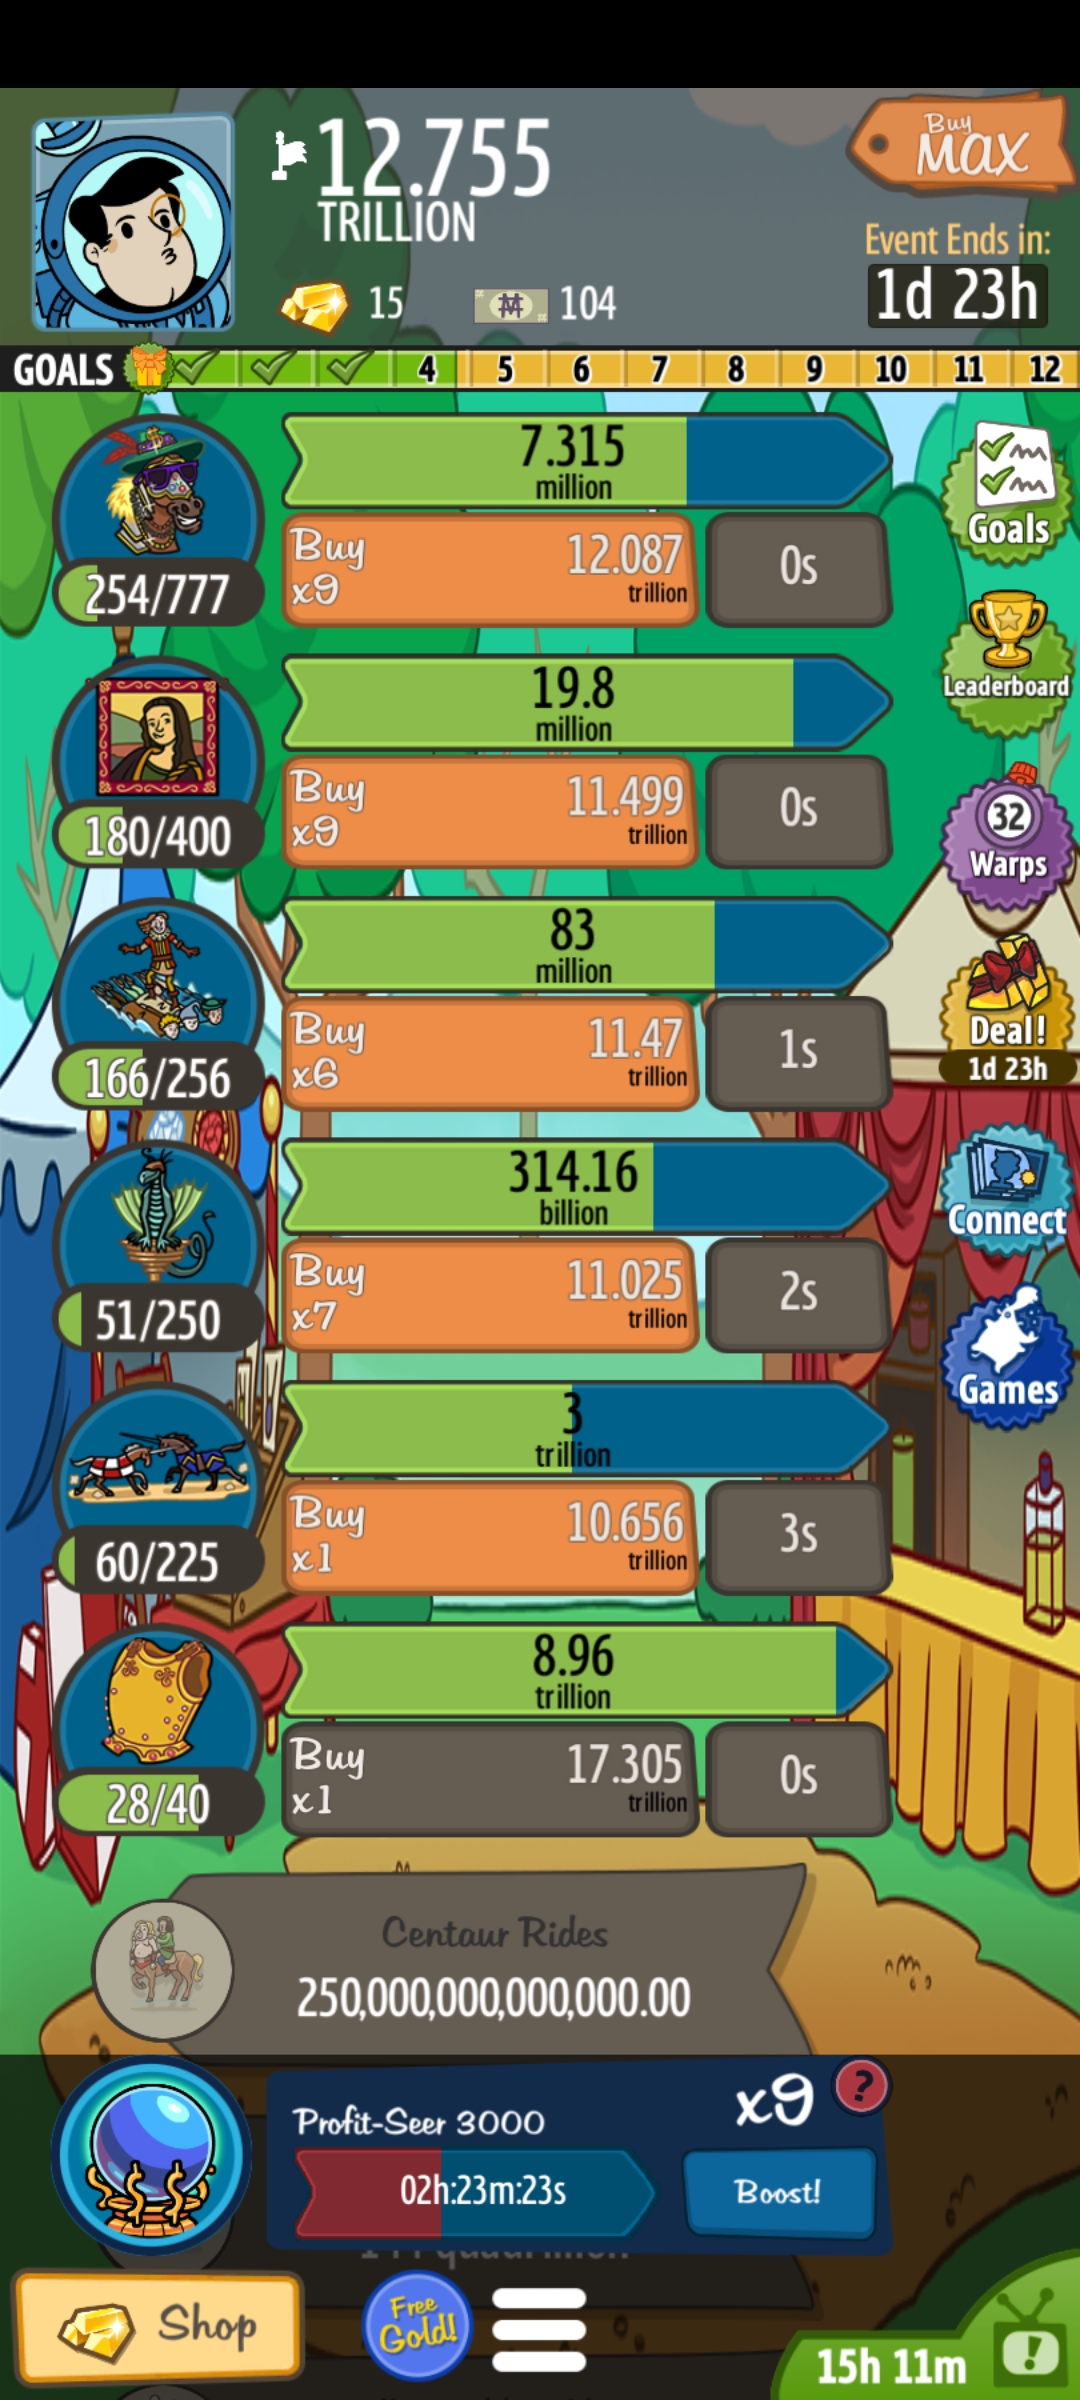 12.755
TRILLION
15
104
Buy
MAX
Event Ends in:
1d 23h
GOALS 4 5 6 7 8 9 10 11 12
7.315
million
Buy
x9
12.087
trillion
0s
254/777
Goals
19.8
million
Buy
x9
11.499
trillion
0s
180/400
Leaderboard
32
Warps
83
million
Buy
x6
11.47
trillion
1s
166/256
Deal!
1d 23h
314.16
billion
Buy
x7
11.025
trillion
2s
51/250
Connect
Games
3
trillion
Buy
x1
10.656
trillion
3s
60/225
8.96
trillion
Buy
x1
17.305
trillion
0s
28/40
Centaur Rides
250,000,000,000,000.00
Profit-Seer 3000
x9
?
02h:23m:23s
Boost!
Shop
Free
Gold!
15h 11m
!